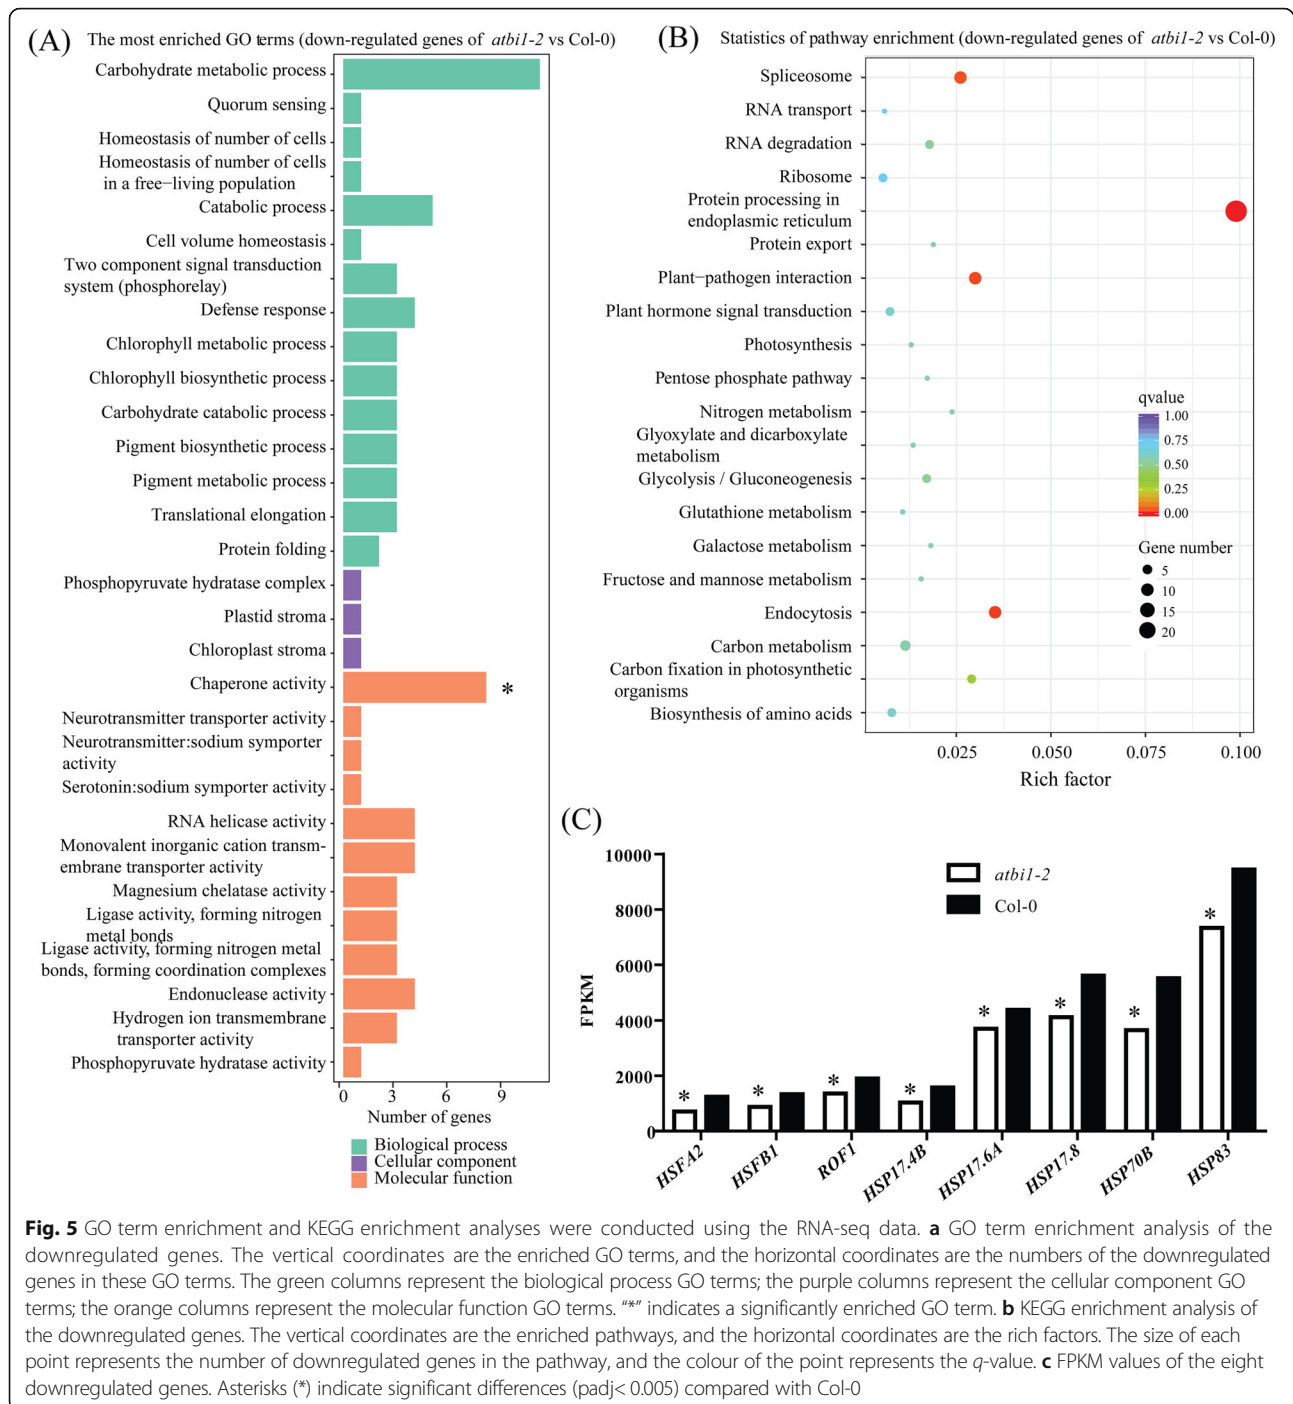 (A) The most enriched GO terms (down-regulated genes of atbi1-2 vs Col-0)
Carbohydrate metabolic process
Quorum sensing
Homeostasis of number of cells
Homeostasis of number of cells
in a free−living population
Catabolic process
Cell volume homeostasis
Two component signal transduction
system (phosphorelay)
Defense response
Chlorophyll metabolic process
Chlorophyll biosynthetic process
Carbohydrate catabolic process
Pigment biosynthetic process
Pigment metabolic process
Translational elongation
Protein folding
Phosphopyruvate hydratase complex
Plastid stroma
Chloroplast stroma
Chaperone activity *
Neurotransmitter transporter activity
Neurotransmitter:sodium symporter
activity
Serotonin:sodium symporter activity
RNA helicase activity
Monovalent inorganic cation transm-
embrane transporter activity
Magnesium chelatase activity
Ligase activity, forming nitrogen
metal bonds
Ligase activity, forming nitrogen metal
bonds, forming coordination complexes
Endonuclease activity
Hydrogen ion transmembrane
transporter activity
Phosphopyruvate hydratase activity
0 3 6 9
Number of genes
Biological process
Cellular component
Molecular function
(B) Statistics of pathway enrichment (down-regulated genes of atbi1-2 vs Col-0)
Spliceosome
RNA transport
RNA degradation
Ribosome
Protein processing in
endoplasmic reticulum
Protein export
Plant−pathogen interaction
Plant hormone signal transduction
Photosynthesis
Pentose phosphate pathway
Nitrogen metabolism
Glyoxylate and dicarboxylate
metabolism
Glycolysis / Gluconeogenesis
Glutathione metabolism
Galactose metabolism
Fructose and mannose metabolism
Endocytosis
Carbon metabolism
Carbon fixation in photosynthetic
organisms
Biosynthesis of amino acids
0.025 0.050 0.075 0.100
Rich factor
qvalue
1.00
0.75
0.50
0.25
0.00
Gene number
5
10
15
20
(C)
10000
8000
6000
4000
2000
0
FPKM
atbi1-2
Col-0
* * * * * * * *
HSFA2 HSFB1 ROF1 HSP17.4B HSP17.6A HSP17.8 HSP70B HSP83
Fig. 5 GO term enrichment and KEGG enrichment analyses were conducted using the RNA-seq data. a GO term enrichment analysis of the
downregulated genes. The vertical coordinates are the enriched GO terms, and the horizontal coordinates are the numbers of the downregulated
genes in these GO terms. The green columns represent the biological process GO terms; the purple columns represent the cellular component GO
terms; the orange columns represent the molecular function GO terms. “*” indicates a significantly enriched GO term. b KEGG enrichment analysis of
the downregulated genes. The vertical coordinates are the enriched pathways, and the horizontal coordinates are the rich factors. The size of each
point represents the number of downregulated genes in the pathway, and the colour of the point represents the q-value. c FPKM values of the eight
downregulated genes. Asterisks (*) indicate significant differences (padj< 0.005) compared with Col-0